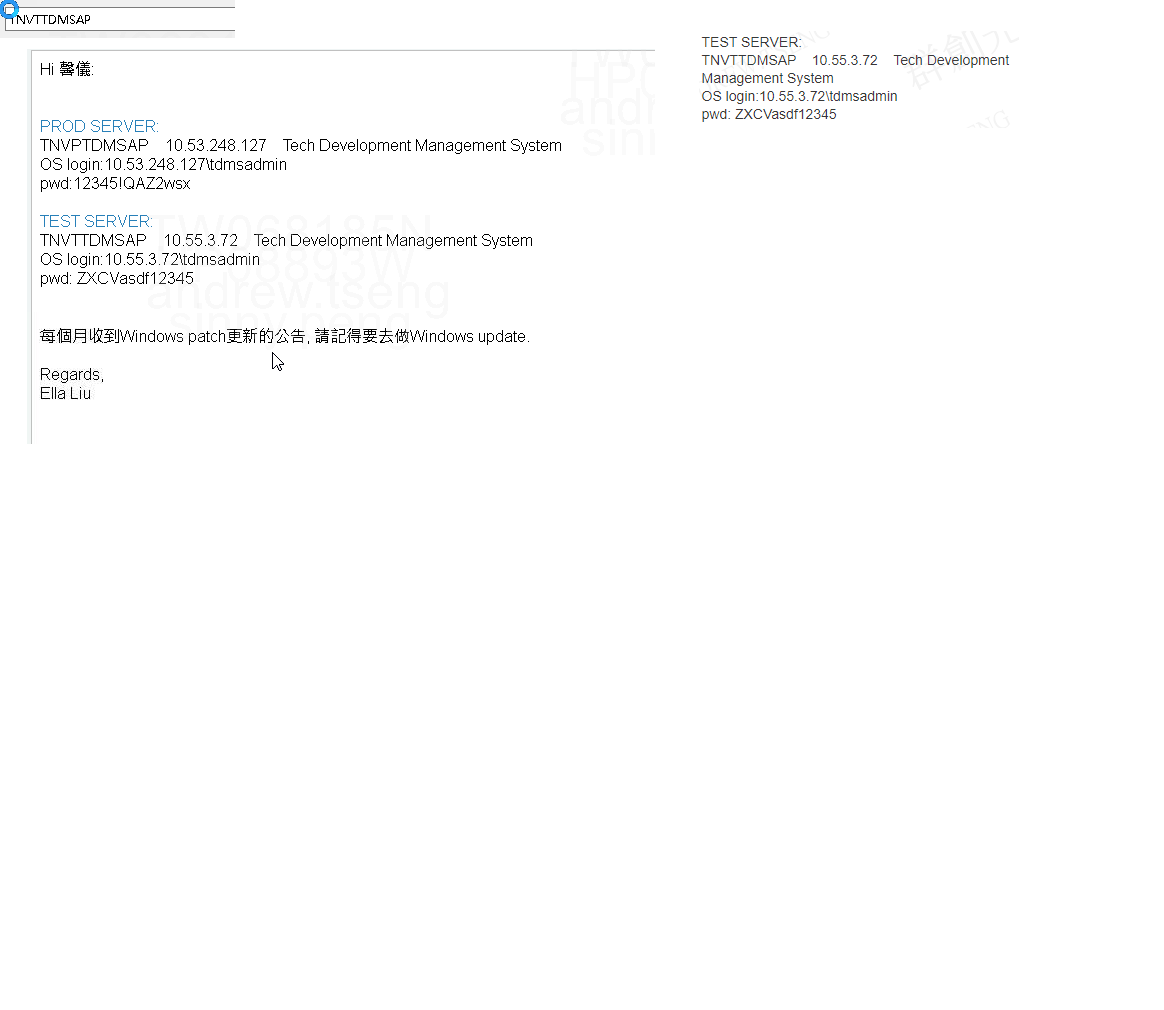 TNVTTDMSAP
Hi 馨儀:
PROD SERVER:
TNVPTDMSAP 10.53.248.127 Tech Development Management System
OS login:10.53.248.127\tdmsadmin
pwd:12345!QAZ2wsx
TEST SERVER:
TNVTTDMSAP 10.55.3.72 Tech Development Management System
OS login:10.55.3.72\tdmsadmin
pwd: ZXCVasdf12345
每個月收到Windows patch更新的公告, 請記得要去做Windows update.
Regards,
Ella Liu
TEST SERVER:
TNVTTDMSAP 10.55.3.72 Tech Development
Management System
OS login:10.55.3.72\tdmsadmin
pwd: ZXCVasdf12345
andrew.tseng